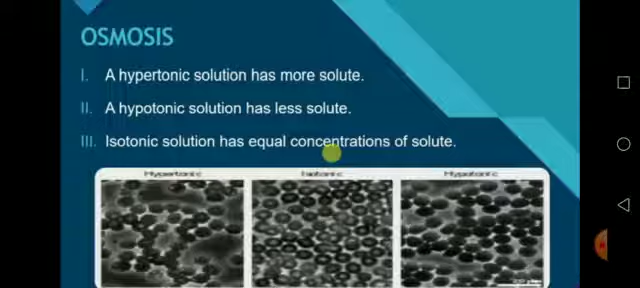 OSMOSIS
I. A hypertonic solution has more solute.
II. A hypotonic solution has less solute.
III. Isotonic solution has equal concentrations of solute.
Hypertonic Isotonic Hypotonic